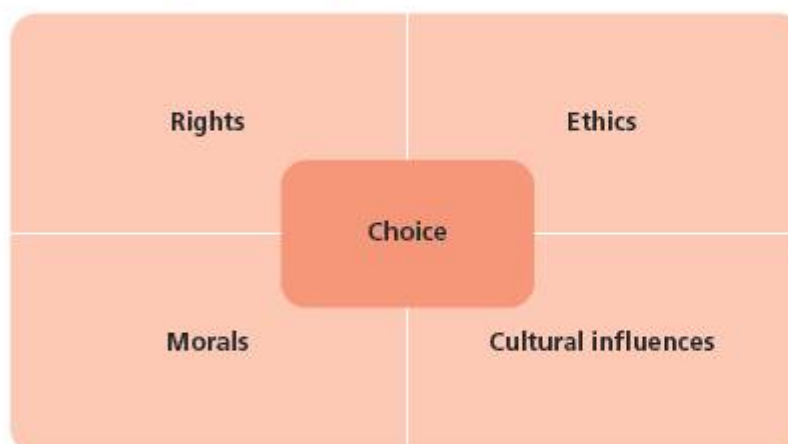 Rights
Ethics
Choice
Morals
Cultural influences